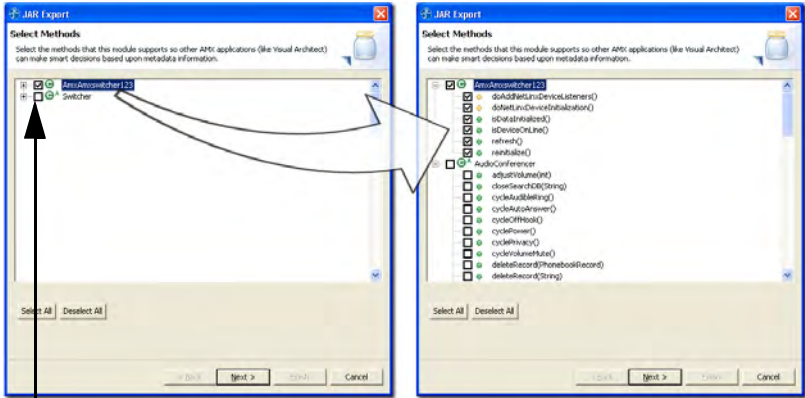 JAR Export
Select Methods
Select the methods that this module supports so other AMX applications (like Visual Architect)
can make smart decisions based upon metadata information.
AmxAmxswitcher123
Switcher
Select All
Deselect All
< Back
Next >
Finish
Cancel
JAR Export
Select Methods
Select the methods that this module supports so other AMX applications (like Visual Architect)
can make smart decisions based upon metadata information.
AmxAmxswitcher123
doAddNetLinxDeviceListeners()
doNetLinxDeviceInitialization()
isDataInitialized()
isDeviceOnLine()
refresh()
reinitialize()
AudioConferencer
adjustVolume(int)
closeSearchDB(String)
cycleAudibleRing()
cycleAutoAnswer()
cycleOffHook()
cyclePower()
cyclePrivacy()
cycleVolumeMute()
deleteRecord(PhonebookRecord)
deleteRecord(String)
Select All
Deselect All
< Back
Next >
Finish
Cancel